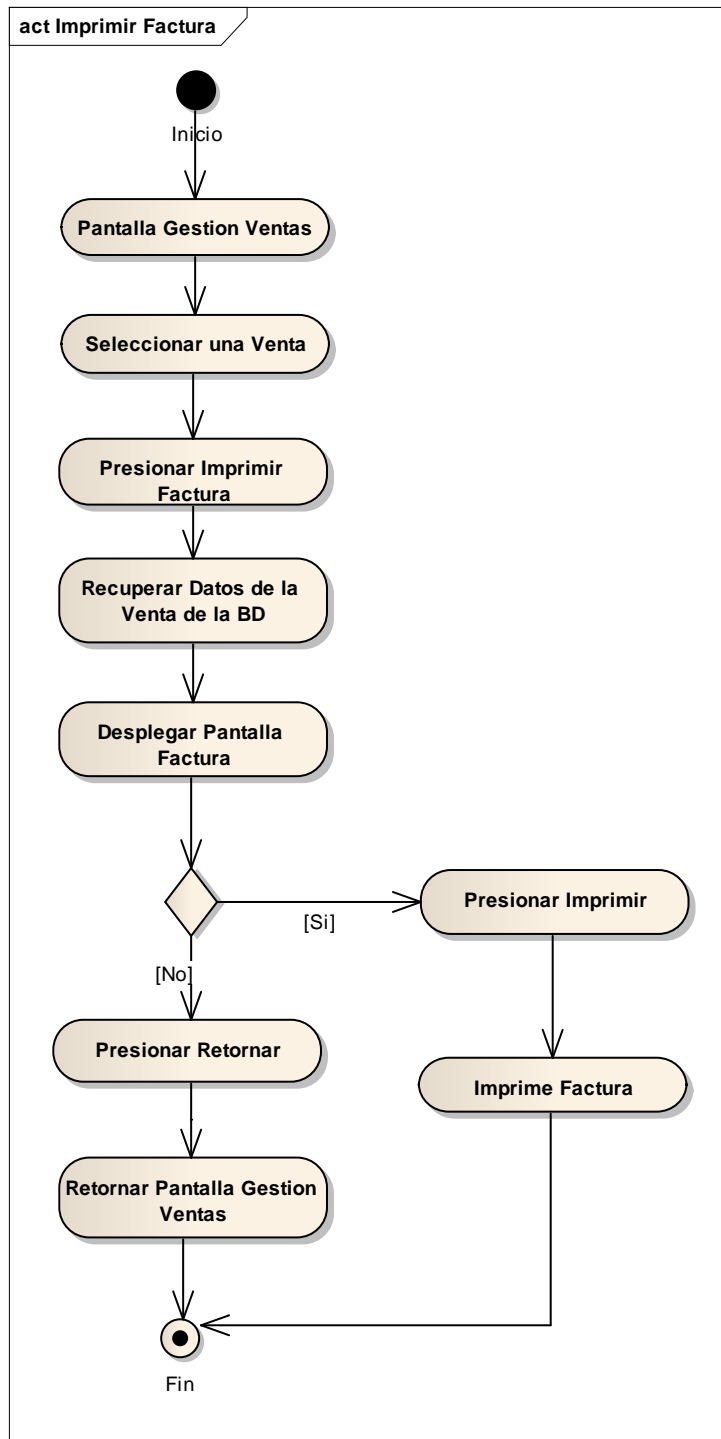 act Imprimir Factura
Inicio
Pantalla Gestion Ventas
Seleccionar una Venta
Presionar Imprimir
Factura
Recuperar Datos de la
Venta de la BD
Desplegar Pantalla
Factura
[Si]
Presionar Imprimir
[No]
Presionar Retornar
Imprime Factura
Retornar Pantalla Gestion
Ventas
Fin